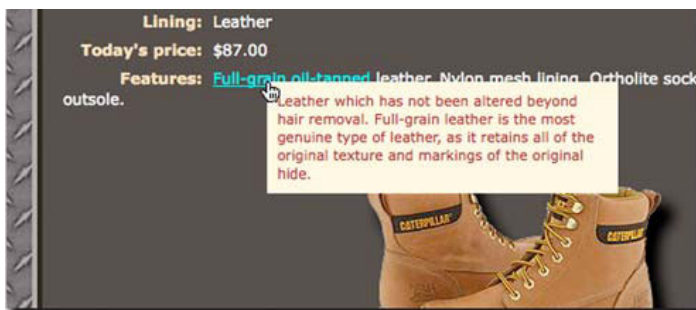 Lining: Leather
Today's price: $87.00
Features: Full-grain oil-tanned leather. Nylon mesh lining. Ortholite sock
outsole.
Leather which has not been altered beyond
hair removal. Full-grain leather is the most
genuine type of leather, as it retains all of the
original texture and markings of the original
hide.
CATERPILLAR